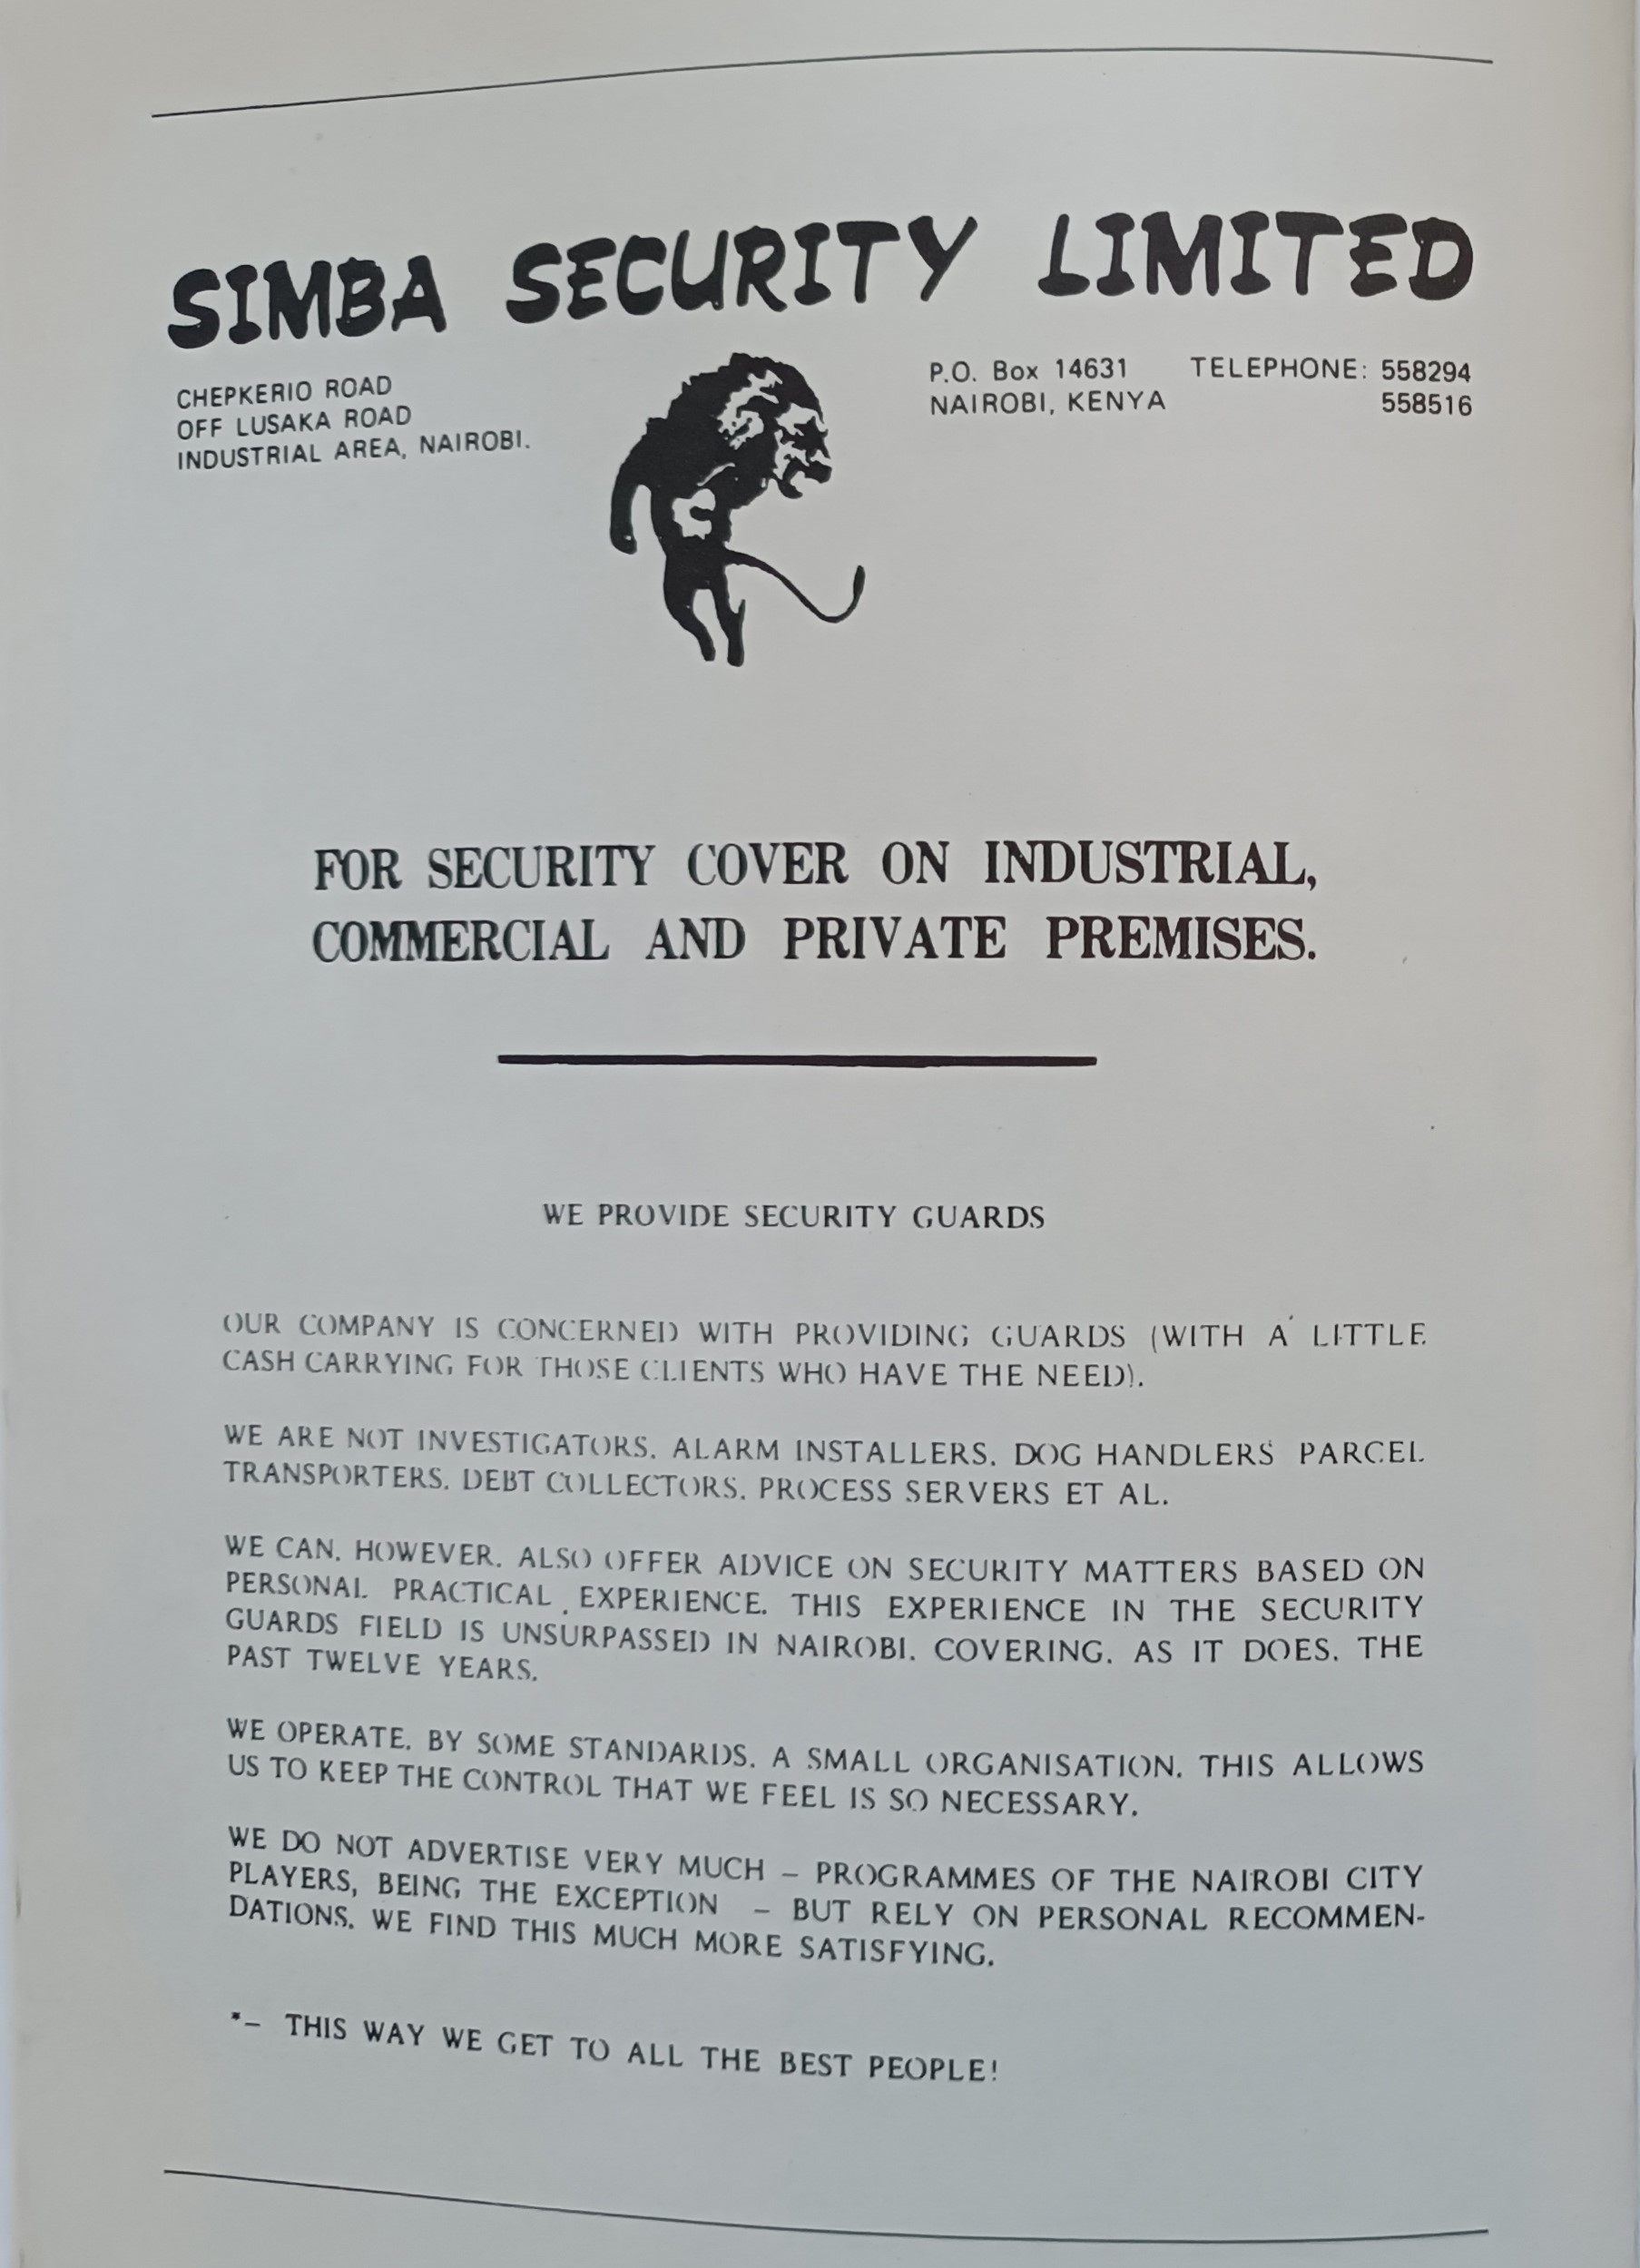 SIMBA SECURITY LIMITED
CHEPKERIO ROAD
OFF LUSAKA ROAD
INDUSTRIAL AREA, NAIROBI.
P.O. Box 14631 TELEPHONE: 558294
NAIROBI, KENYA 558516
FOR SECURITY COVER ON INDUSTRIAL,
COMMERCIAL AND PRIVATE PREMISES.
WE PROVIDE SECURITY GUARDS
OUR COMPANY IS CONCERNED WITH PROVIDING GUARDS (WITH A LITTLE
CASH CARRYING FOR THOSE CLIENTS WHO HAVE THE NEED).
WE ARE NOT INVESTIGATORS, ALARM INSTALLERS, DOG HANDLERS PARCEL
TRANSPORTERS, DEBT COLLECTORS, PROCESS SERVERS ET AL.
WE CAN, HOWEVER, ALSO OFFER ADVICE ON SECURITY MATTERS BASED ON
PERSONAL PRACTICAL EXPERIENCE. THIS EXPERIENCE IN THE SECURITY
GUARDS FIELD IS UNSURPASSED IN NAIROBI, COVERING, AS IT DOES, THE
PAST TWELVE YEARS.
WE OPERATE, BY SOME STANDARDS, A SMALL ORGANISATION. THIS ALLOWS
US TO KEEP THE CONTROL THAT WE FEEL IS SO NECESSARY.
WE DO NOT ADVERTISE VERY MUCH – PROGRAMMES OF THE NAIROBI CITY
PLAYERS, BEING THE EXCEPTION – BUT RELY ON PERSONAL RECOMMEN-
DATIONS. WE FIND THIS MUCH MORE SATISFYING.
*– THIS WAY WE GET TO ALL THE BEST PEOPLE!